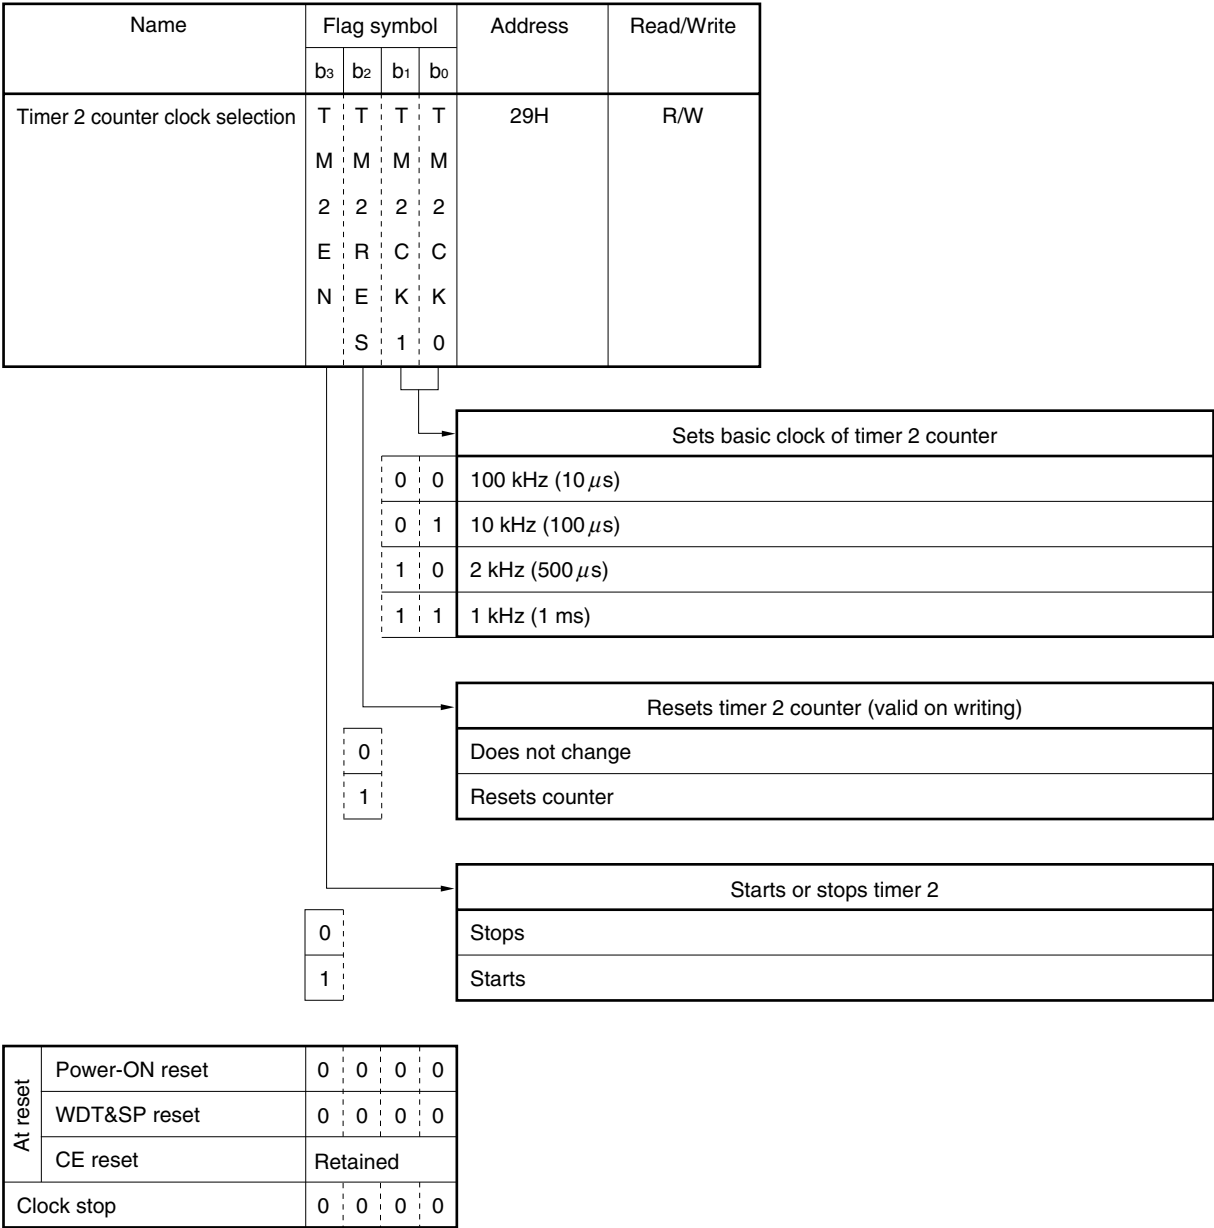 Name Flag symbol Address Read/Write
b3 b2 b1 b0
Timer 2 counter clock selection T T T T 29H R/W
M M M M
2 2 2 2
E R C C
N E K K
S 1 0
Sets basic clock of timer 2 counter
0 0 100 kHz (10 μs)
0 1 10 kHz (100 μs)
1 0 2 kHz (500 μs)
1 1 1 kHz (1 ms)
Resets timer 2 counter (valid on writing)
0 Does not change
1 Resets counter
Starts or stops timer 2
0 Stops
1 Starts
At reset
Power-ON reset 0 0 0 0
WDT&SP reset 0 0 0 0
CE reset Retained
Clock stop 0 0 0 0